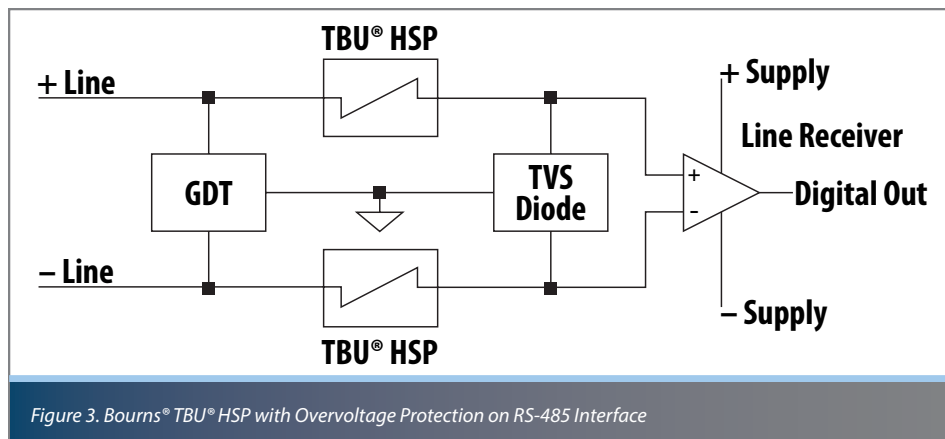 TBU® HSP
+ Line
+ Supply
Line Receiver
GDT
TVS
Diode
+
-
Digital Out
– Line
– Supply
TBU® HSP
Figure 3. Bourns® TBU® HSP with Overvoltage Protection on RS-485 Interface